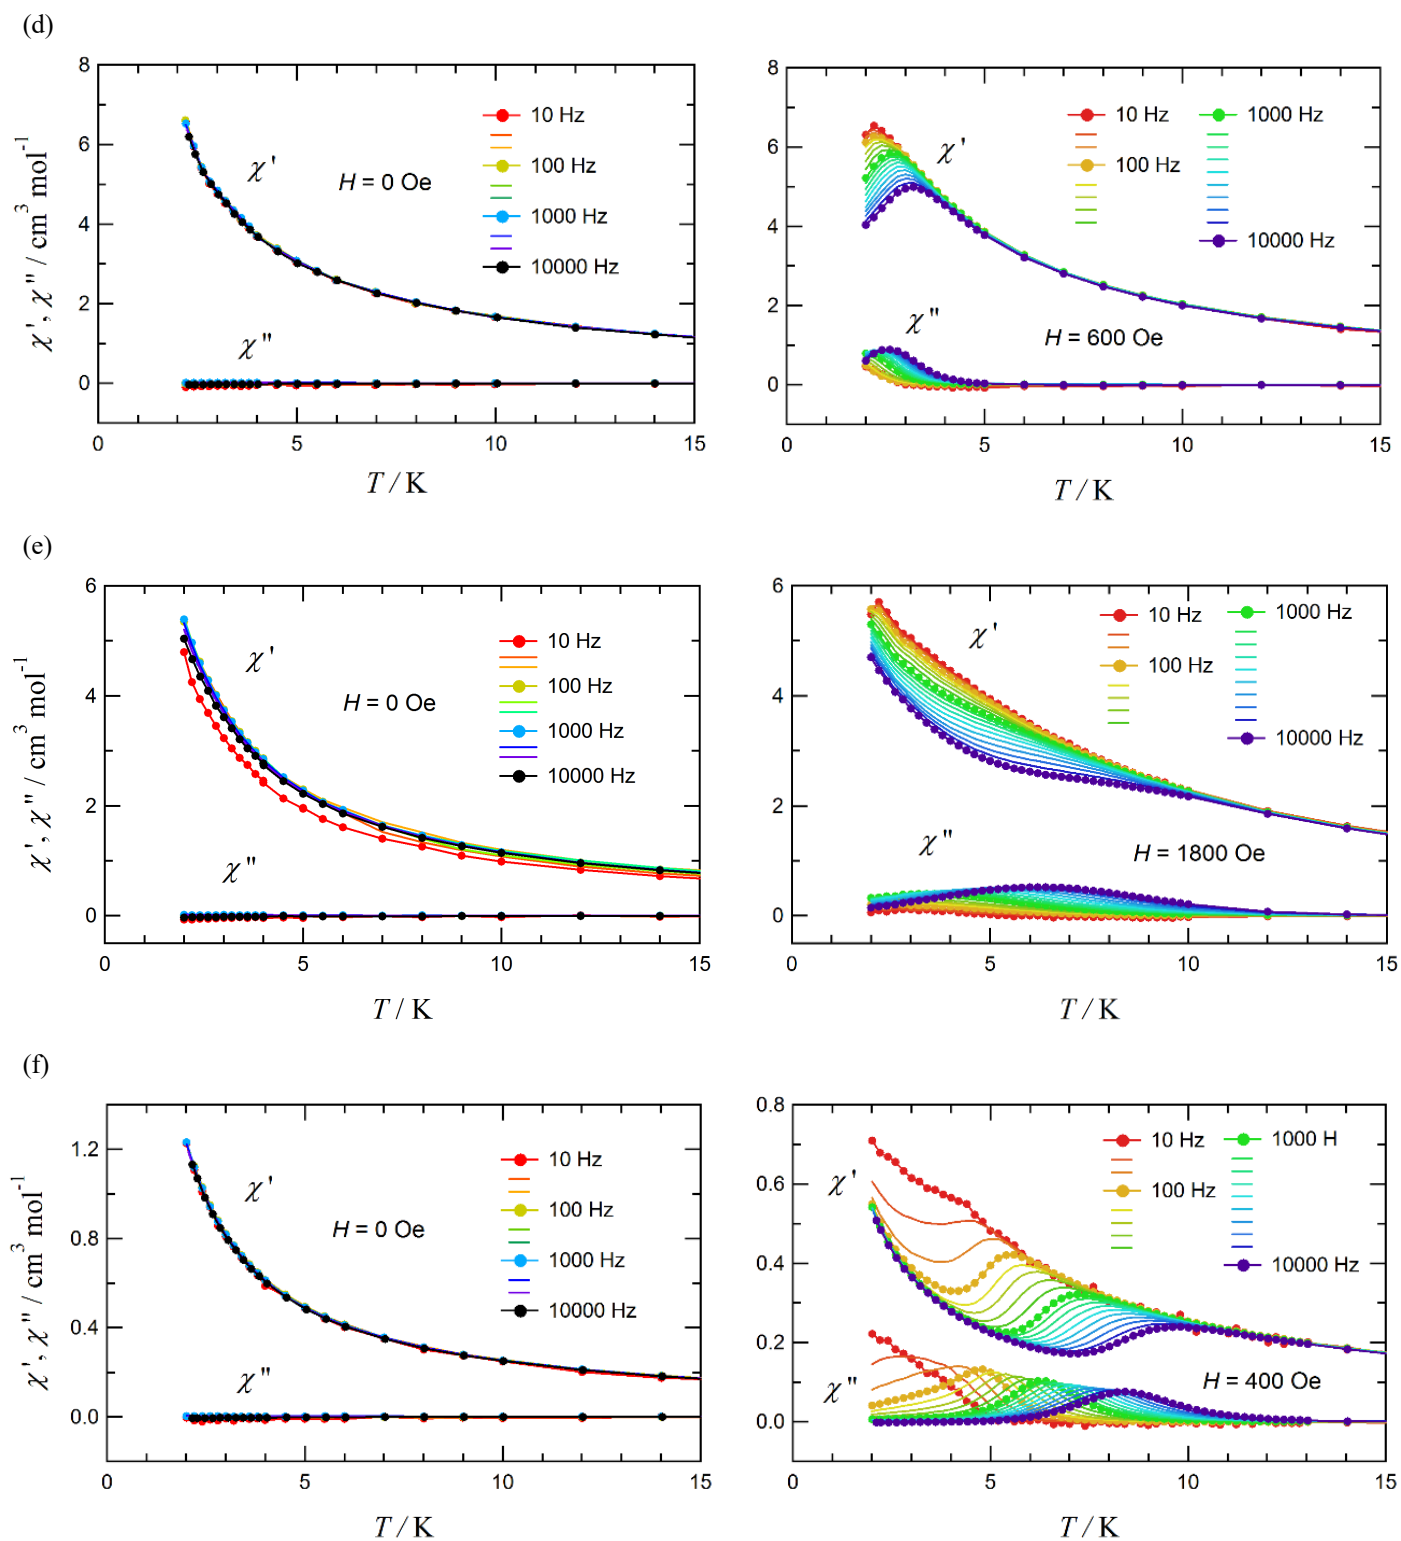 (d)
χ', χ" / cm³ mol⁻¹
8
6
4
2
0
0 5 10 15
T / K
χ'
χ"
H = 0 Oe
10 Hz
100 Hz
1000 Hz
10000 Hz
8
6
4
2
0
0 5 10 15
T / K
χ'
χ"
H = 600 Oe
10 Hz
100 Hz
1000 Hz
10000 Hz
(e)
χ', χ" / cm³ mol⁻¹
6
4
2
0
0 5 10 15
T / K
χ'
χ"
H = 0 Oe
10 Hz
100 Hz
1000 Hz
10000 Hz
6
4
2
0
0 5 10 15
T / K
χ'
χ"
H = 1800 Oe
10 Hz
100 Hz
1000 Hz
10000 Hz
(f)
χ', χ" / cm³ mol⁻¹
1.2
0.8
0.4
0.0
0 5 10 15
T / K
χ'
χ"
H = 0 Oe
10 Hz
100 Hz
1000 Hz
10000 Hz
0.8
0.6
0.4
0.2
0.0
0 5 10 15
T / K
χ'
χ"
H = 400 Oe
10 Hz
100 Hz
1000 H
10000 Hz